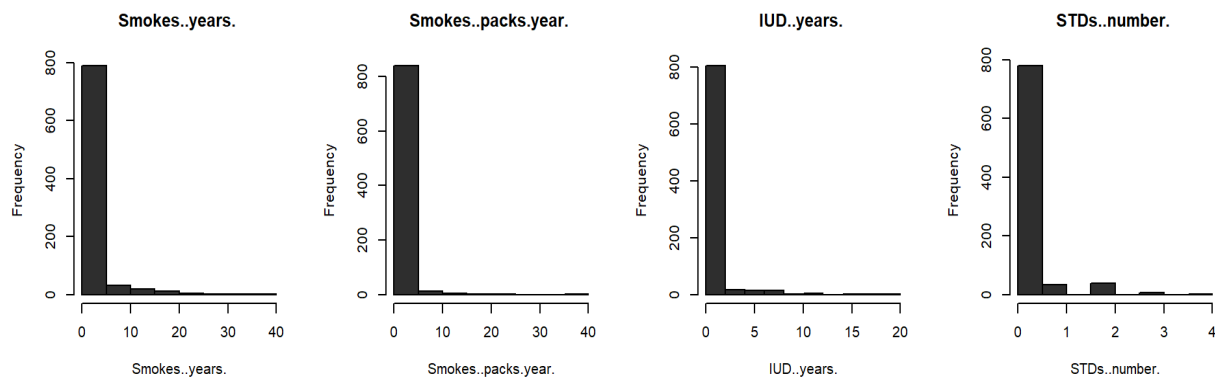 Smokes..years.
Frequency
0 200 400 600 800
0 10 20 30 40
Smokes..years.
Smokes..packs.year.
Frequency
0 200 400 600 800
0 10 20 30 40
Smokes..packs.year.
IUD..years.
Frequency
0 200 400 600 800
0 5 10 15 20
IUD..years.
STDs..number.
Frequency
0 200 400 600 800
0 1 2 3 4
STDs..number.